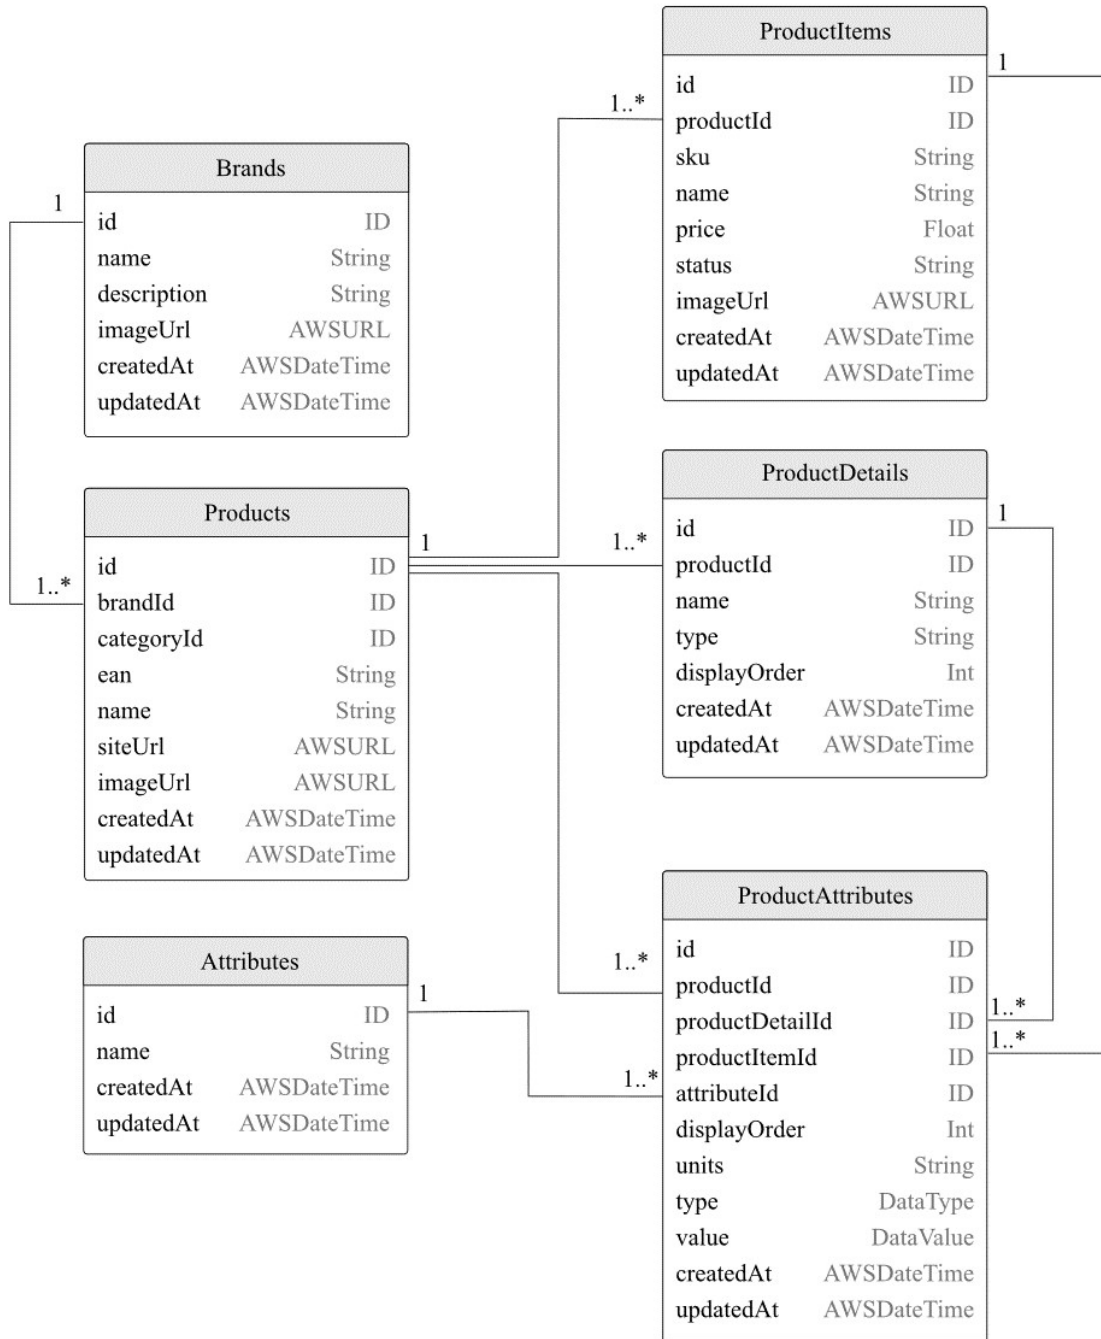 Brands
id ID
name String
description String
imageUrl AWSURL
createdAt AWSDateTime
updatedAt AWSDateTime
1
1..*
Products
id ID
brandId ID
categoryId ID
ean String
name String
siteUrl AWSURL
imageUrl AWSURL
createdAt AWSDateTime
updatedAt AWSDateTime
1
Attributes
id ID
name String
createdAt AWSDateTime
updatedAt AWSDateTime
1
ProductItems
id ID
productId ID
sku String
name String
price Float
status String
imageUrl AWSURL
createdAt AWSDateTime
updatedAt AWSDateTime
1..*
1
ProductDetails
id ID
productId ID
name String
type String
displayOrder Int
createdAt AWSDateTime
updatedAt AWSDateTime
1..*
1
ProductAttributes
id ID
productId ID
productDetailId ID
productItemId ID
attributeId ID
displayOrder Int
units String
type DataType
value DataValue
createdAt AWSDateTime
updatedAt AWSDateTime
1..*
1..*
1..*
1..*